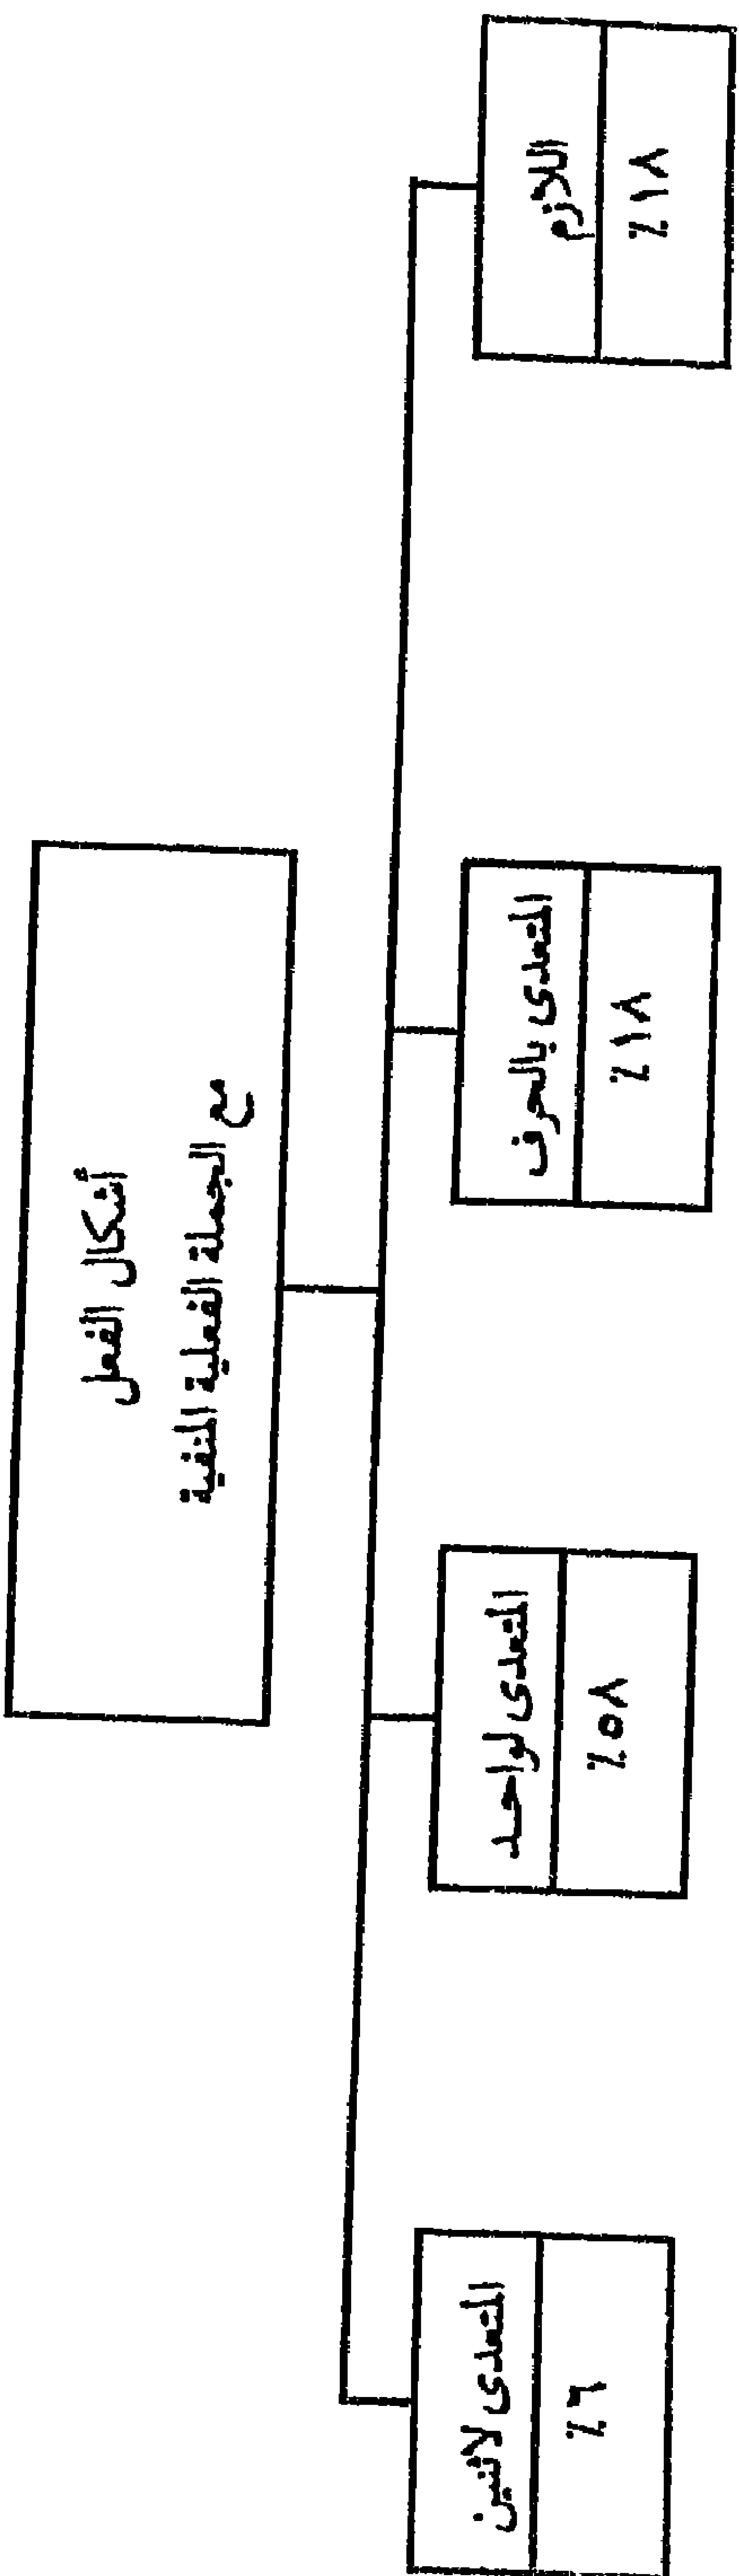 أشكال الفعل
مع الجملة الفعلية المنفية
اللازم
٪١٨
المتعدى بالحرف
٪١٨
المتعدى لواحد
٪٥٨
المتعدى لاثنين
٪٦